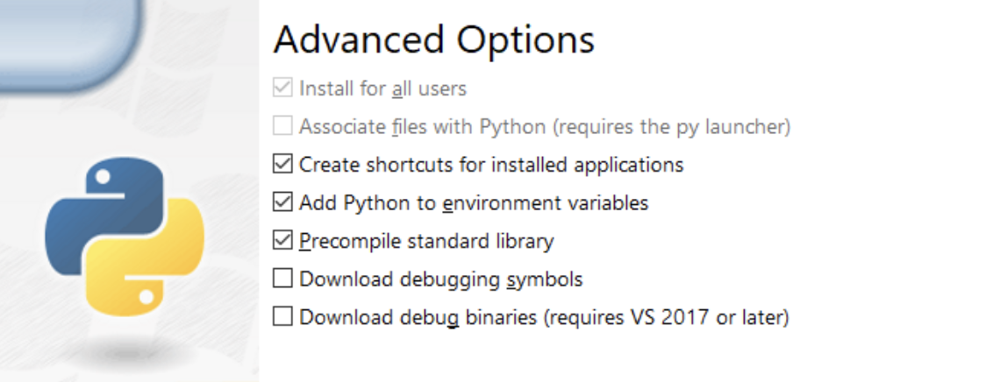 Advanced Options
Install for all users
Associate files with Python (requires the py launcher)
Create shortcuts for installed applications
Add Python to environment variables
Precompile standard library
Download debugging symbols
Download debug binaries (requires VS 2017 or later)